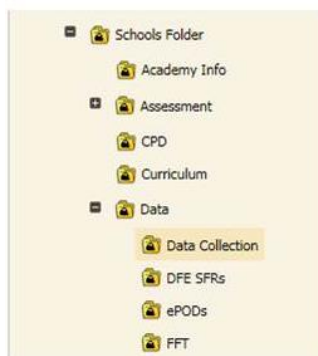 Schools Folder
Academy Info
Assessment
CPD
Curriculum
Data
Data Collection
DFE SFRs
ePODs
FFT